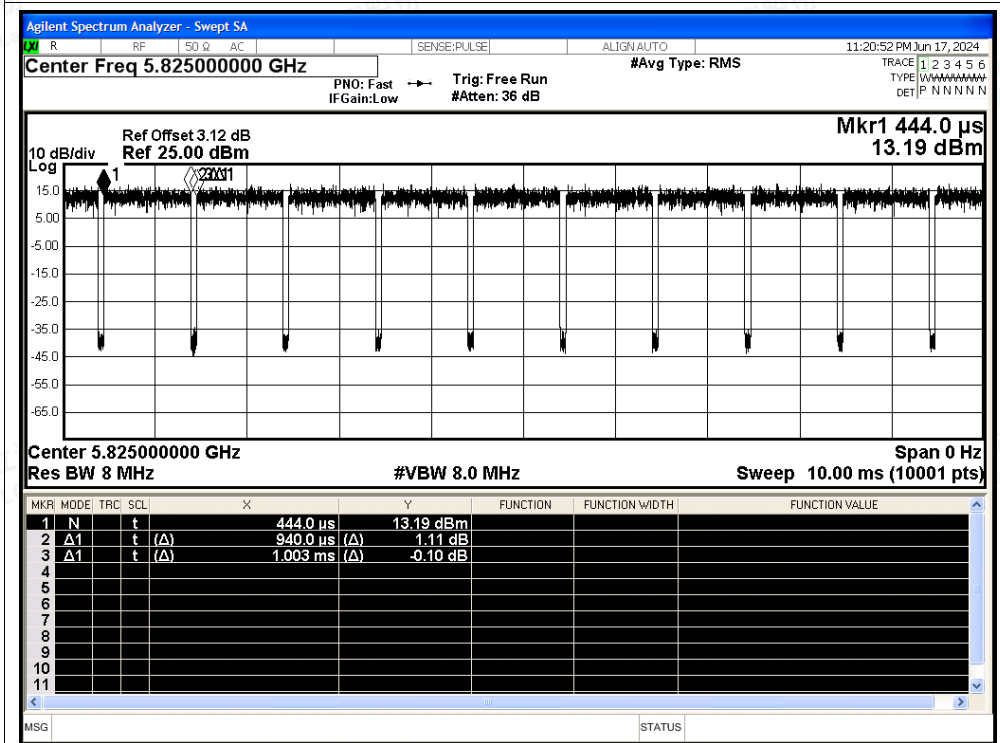 Agilent Spectrum Analyzer - Swept SA
LXI R RF 50 Ω AC SENSE:PULSE ALIGN AUTO 11:20:52 PM Jun 17, 2024
Center Freq 5.825000000 GHz #Avg Type: RMS TRACE 1 2 3 4 5 6
PNO: Fast Trig: Free Run TYPE WWWWWW
IFGain:Low #Atten: 36 dB DET P N N N N N
Mkr1 444.0 µs
Ref Offset 3.12 dB
10 dB/div Ref 25.00 dBm 13.19 dBm
Log
1
15.0
5.00
-5.00
-15.0
-25.0
-35.0
-45.0
-55.0
-65.0
Center 5.825000000 GHz Span 0 Hz
Res BW 8 MHz #VBW 8.0 MHz Sweep 10.00 ms (10001 pts)
MKR MODE TRC SCL X Y FUNCTION FUNCTION WIDTH FUNCTION VALUE
1 N t 444.0 µs 13.19 dBm
2 Δ1 t (Δ) 940.0 µs (Δ) 1.11 dB
3 Δ1 t (Δ) 1.003 ms (Δ) -0.10 dB
4
5
6
7
8
9
10
11
MSG STATUS